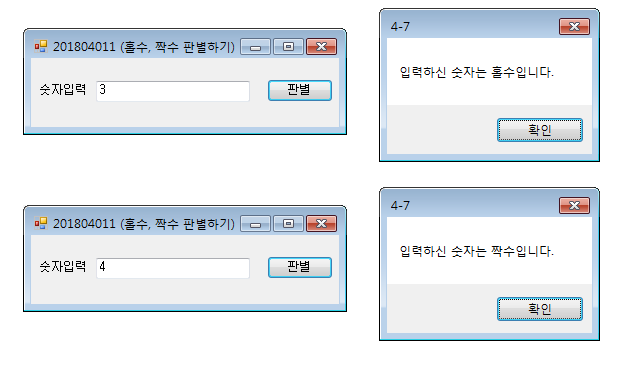 201804011 (홀수, 짝수 판별하기)
숫자입력 3 판별
4-7
입력하신 숫자는 홀수입니다.
확인
201804011 (홀수, 짝수 판별하기)
숫자입력 4 판별
4-7
입력하신 숫자는 짝수입니다.
확인